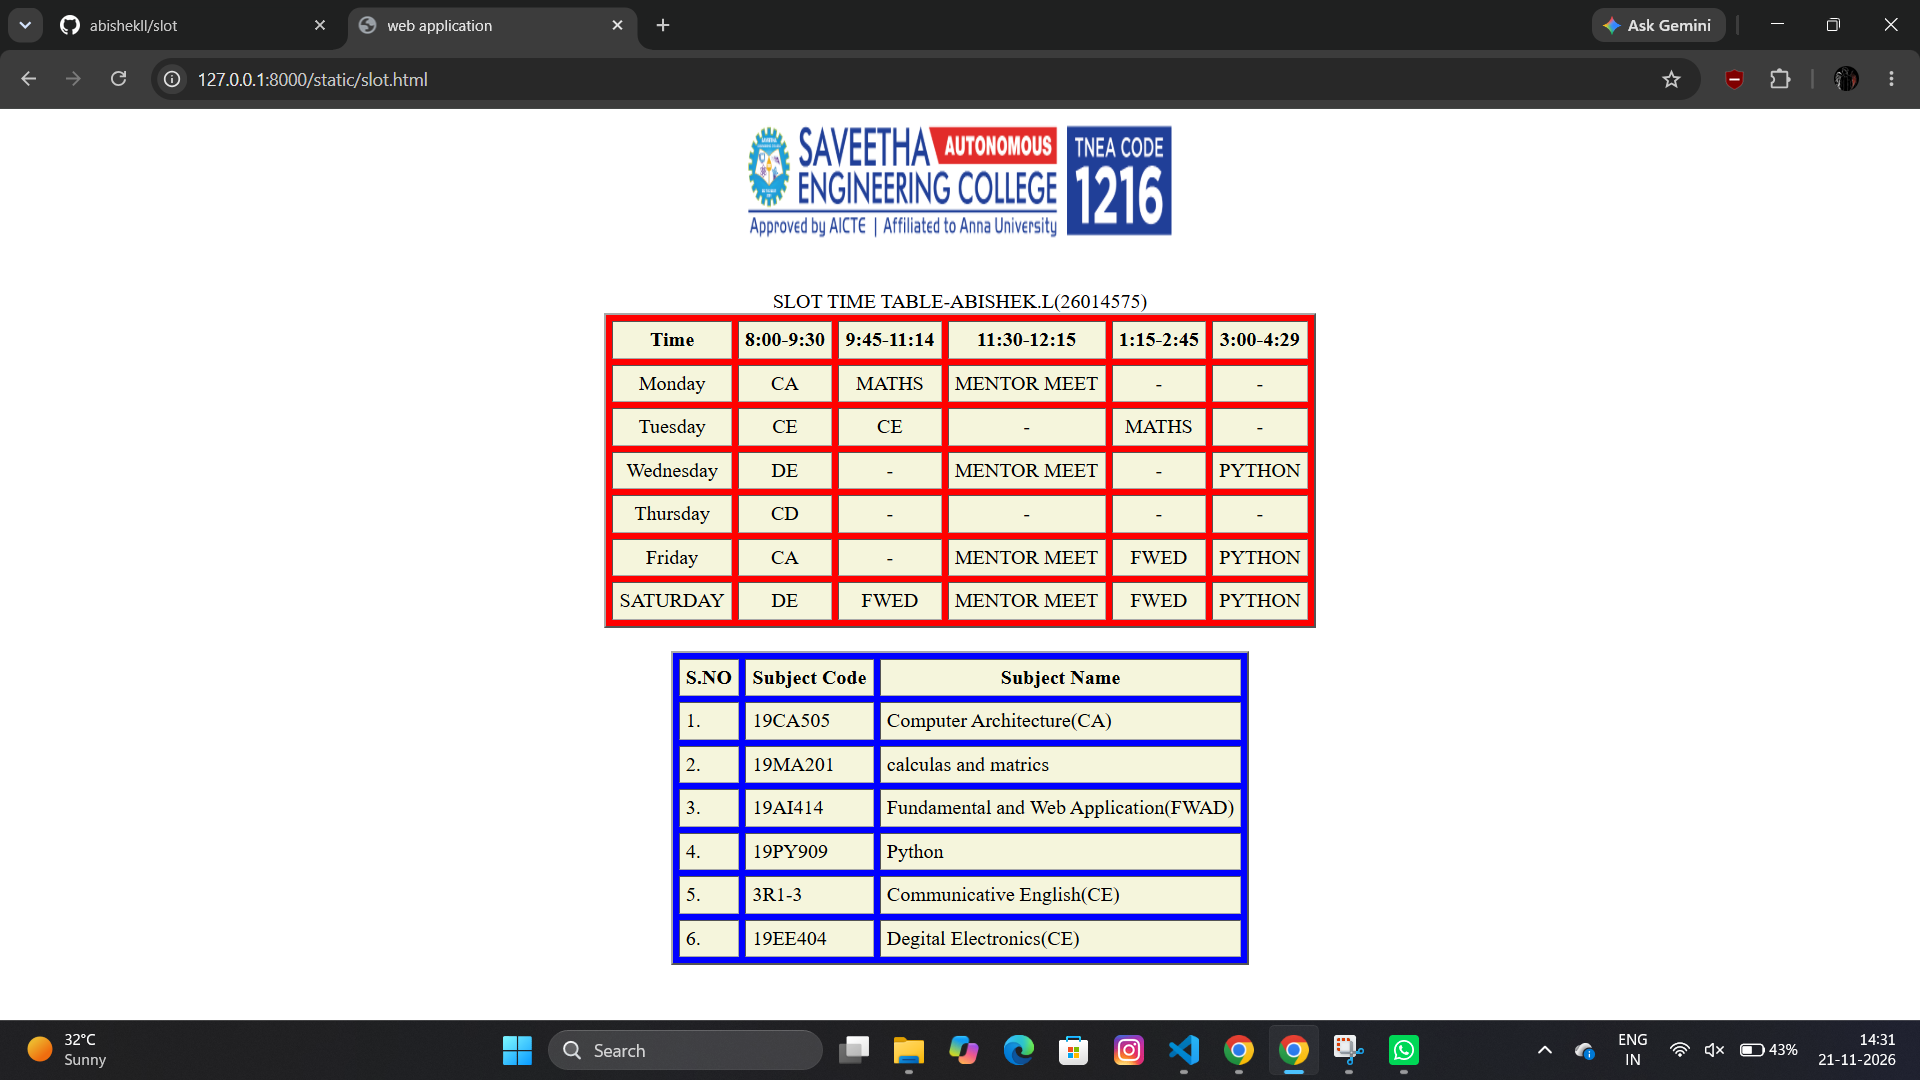 abishekll/slot
web application
Ask Gemini
127.0.0.1:8000/static/slot.html
SAVEETHA AUTONOMOUS
ENGINEERING COLLEGE
Approved by AICTE | Affiliated to Anna University
TNEA CODE
1216
SLOT TIME TABLE-ABISHEK.L(26014575)
Time 8:00-9:30 9:45-11:14 11:30-12:15 1:15-2:45 3:00-4:29
Monday CA MATHS MENTOR MEET - -
Tuesday CE CE - MATHS -
Wednesday DE - MENTOR MEET - PYTHON
Thursday CD - - - -
Friday CA - MENTOR MEET FWED PYTHON
SATURDAY DE FWED MENTOR MEET FWED PYTHON
S.NO Subject Code Subject Name
1. 19CA505 Computer Architecture(CA)
2. 19MA201 calculas and matrics
3. 19AI414 Fundamental and Web Application(FWAD)
4. 19PY909 Python
5. 3R1-3 Communicative English(CE)
6. 19EE404 Degital Electronics(CE)
32°C
Sunny
Search
ENG
IN
43%
14:31
21-11-2026